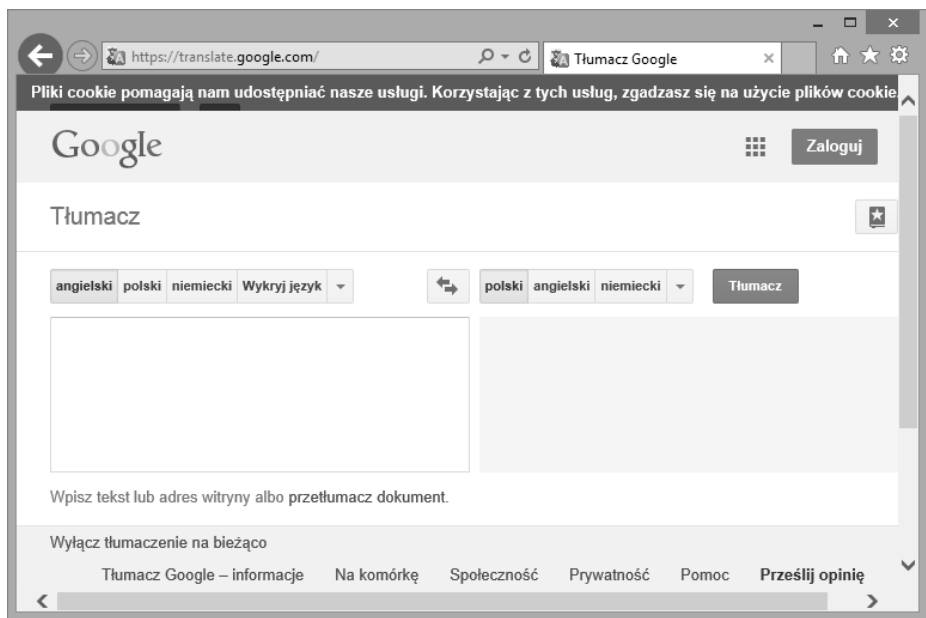 https://translate.google.com/
Tłumacz Google
Pliki cookie pomagają nam udostępniać nasze usługi. Korzystając z tych usług, zgadzasz się na użycie plików cookie.
Google
Zaloguj
Tłumacz
angielski polski niemiecki Wykryj język
polski angielski niemiecki
Tłumacz
Wpisz tekst lub adres witryny albo przetłumacz dokument.
Wyłącz tłumaczenie na bieżąco
Tłumacz Google – informacje Na komórkę Społeczność Prywatność Pomoc Prześlij opinię